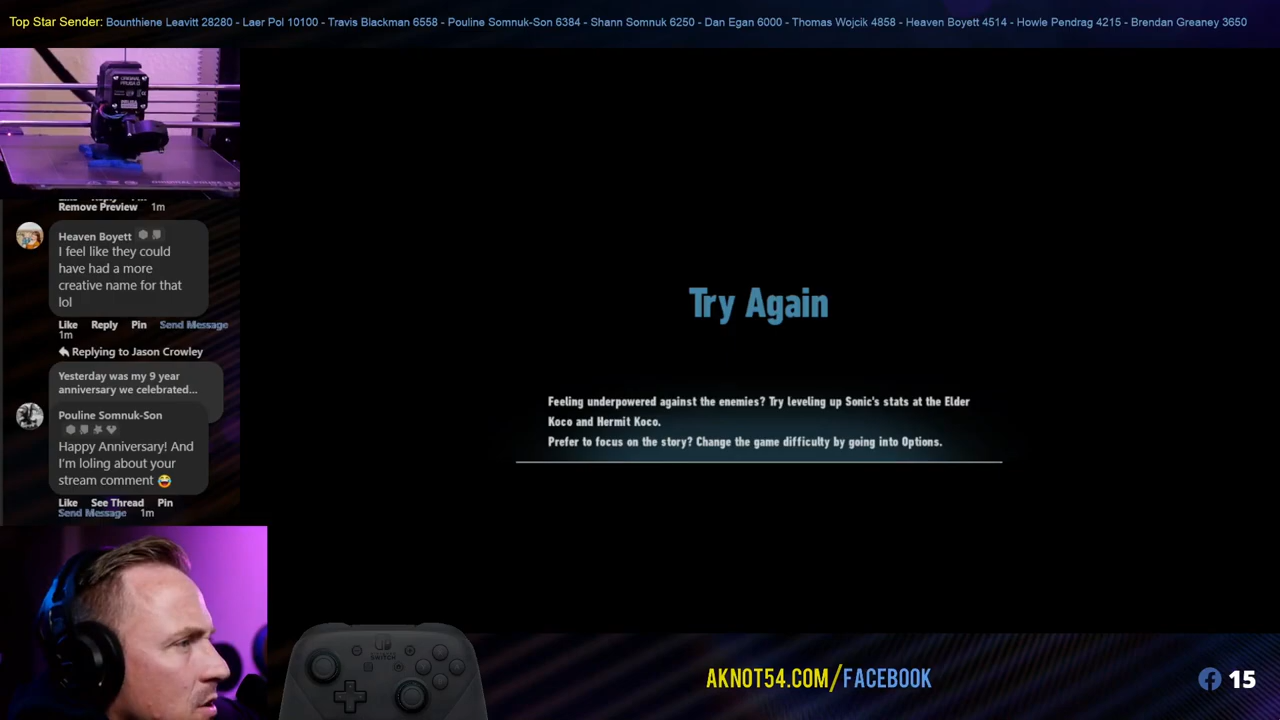 Top Star Sender: Bounthiene Leavitt 28280 - Laer Pol 10100 - Travis Blackman 6558 - Pouline Somnuk-Son 6384 - Shann Somnuk 6250 - Dan Egan 6000 - Thomas Wojcik 4858 - Heaven Boyett 4514 - Howle Pendrag 4215 - Brendan Greaney 3650
Remove Preview 1m
Heaven Boyett
I feel like they could
have had a more
creative name for that
lol
Like Reply Pin Send Message
1m
Replying to Jason Crowley
Yesterday was my 9 year
anniversary we celebrated...
Pouline Somnuk-Son
Happy Anniversary! And
I'm loling about your
stream comment 😂
Like See Thread Pin
Send Message 1m
Try Again
Feeling underpowered against the enemies? Try leveling up Sonic's stats at the Elder
Koco and Hermit Koco.
Prefer to focus on the story? Change the game difficulty by going into Options.
AKNOT54.COM/FACEBOOK
15